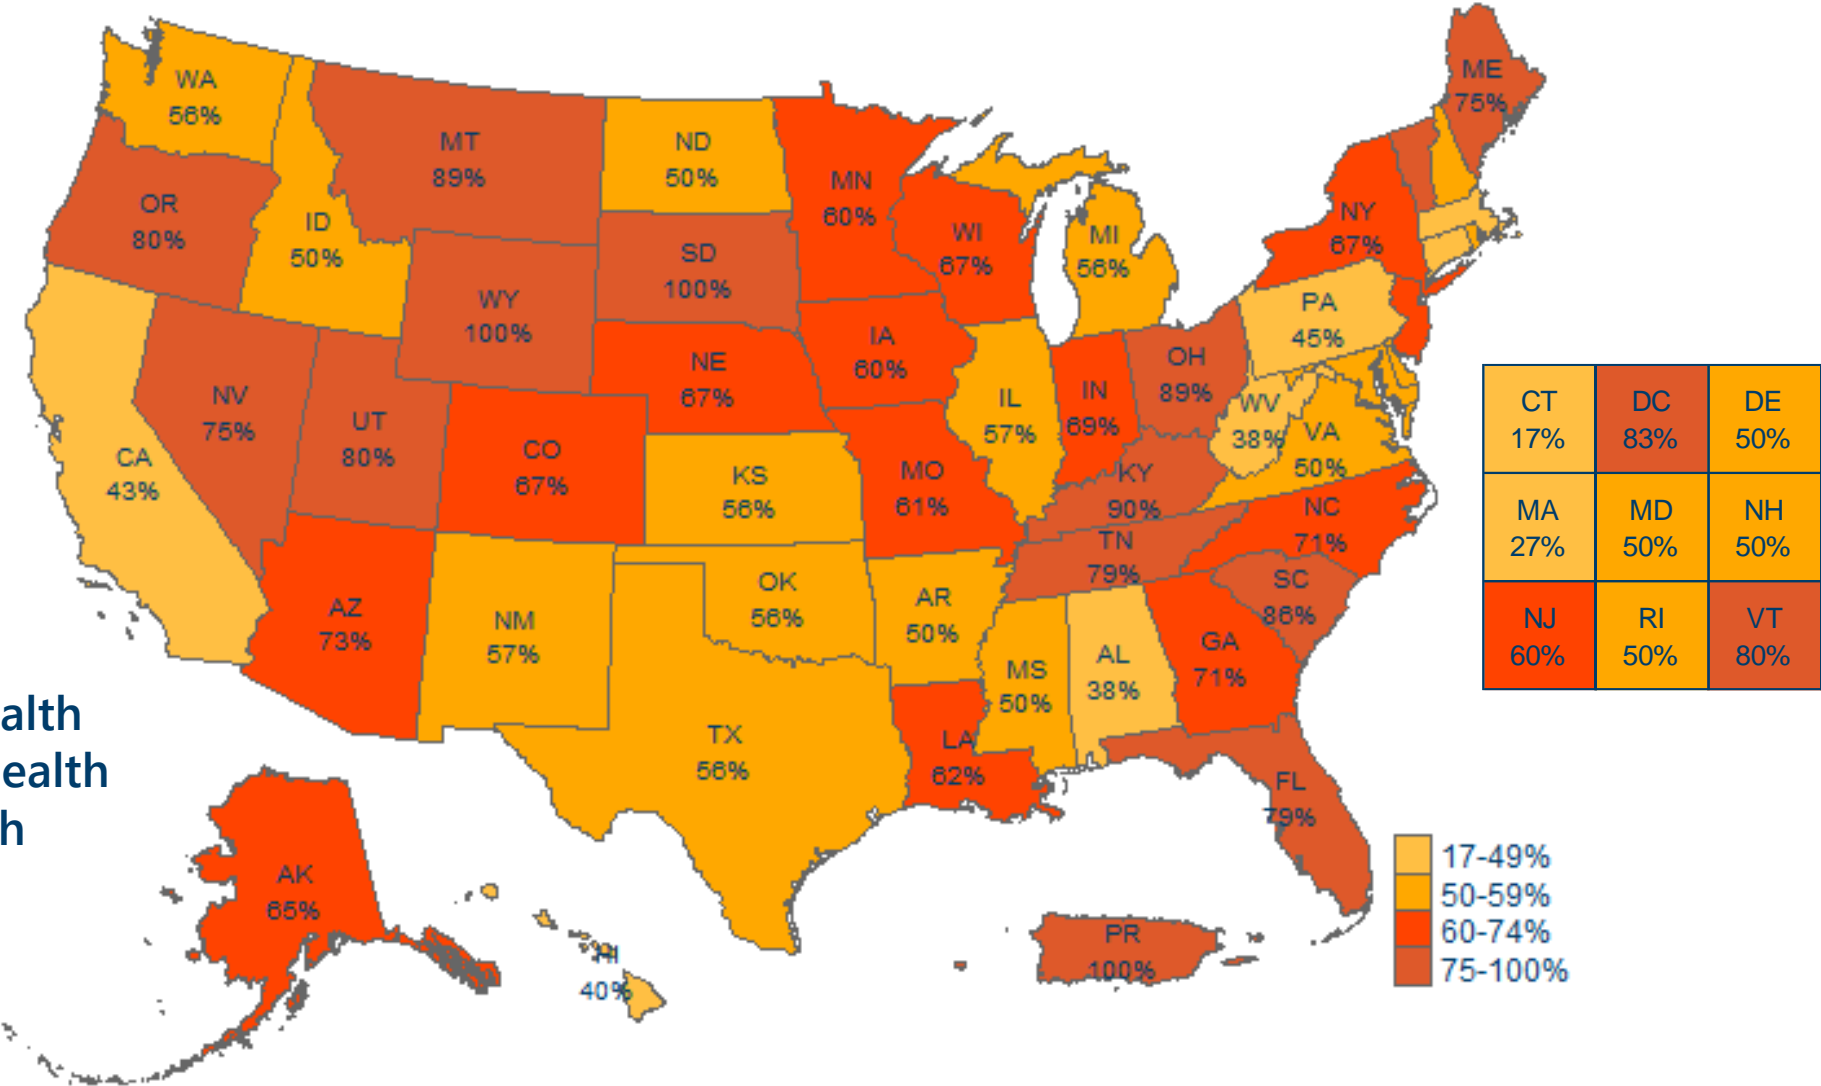 WA
56%
OR
80%
CA
43%
ID
50%
NV
75%
MT
89%
WY
100%
UT
80%
AZ
73%
CO
67%
NM
57%
ND
50%
SD
100%
NE
67%
KS
56%
OK
56%
TX
56%
MN
60%
IA
60%
MO
61%
AR
50%
LA
62%
WI
67%
IL
57%
MI
56%
IN
69%
OH
89%
KY
90%
TN
79%
MS
50%
AL
38%
GA
71%
FL
79%
SC
86%
NC
71%
VA
50%
WV
38%
PA
45%
NY
67%
ME
75%
AK
65%
HI
40%
PR
100%
CT
17%
DC
83%
DE
50%
MA
27%
MD
50%
NH
50%
NJ
60%
RI
50%
VT
80%
alth
ealth
h
17-49%
50-59%
60-74%
75-100%